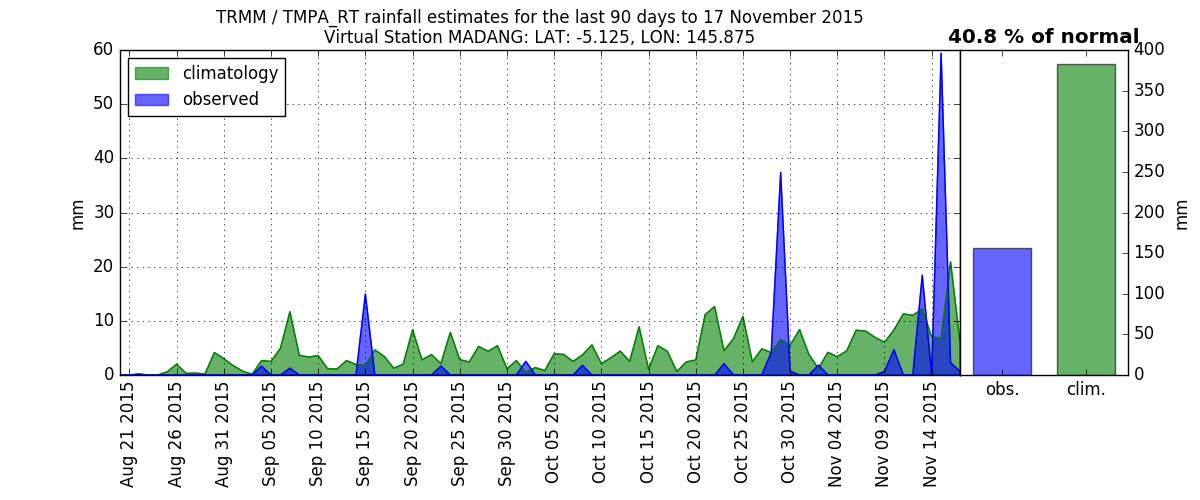 TRMM / TMPA_RT rainfall estimates for the last 90 days to 17 November 2015
Virtual Station MADANG: LAT: -5.125, LON: 145.875
40.8 % of normal
climatology
observed
mm
60
50
40
30
20
10
0
Aug 21 2015
Aug 26 2015
Aug 31 2015
Sep 05 2015
Sep 10 2015
Sep 15 2015
Sep 20 2015
Sep 25 2015
Sep 30 2015
Oct 05 2015
Oct 10 2015
Oct 15 2015
Oct 20 2015
Oct 25 2015
Oct 30 2015
Nov 04 2015
Nov 09 2015
Nov 14 2015
obs.
clim.
400
350
300
250
200
150
100
50
0
mm